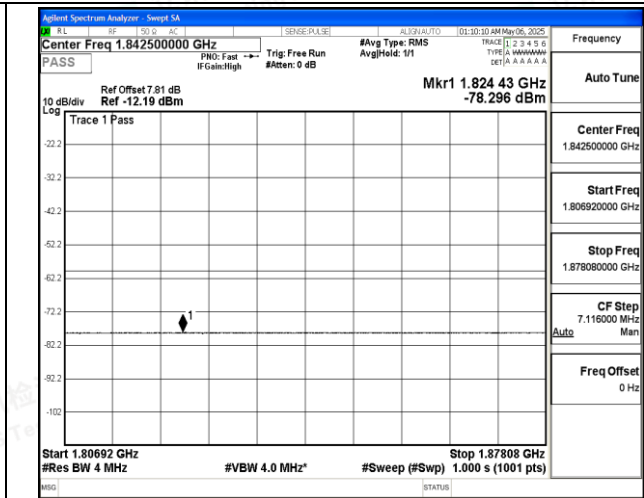 Agilent Spectrum Analyzer - Swept SA
RL RF 50 Ω AC SENSE:PULSE ALIGNAUTO 01:10:10 AM May 06, 2025
Center Freq 1.842500000 GHz
PASS
PNO: Fast
IFGain:High
Trig: Free Run
#Atten: 0 dB
#Avg Type: RMS
Avg|Hold: 1/1
TRACE 1 2 3 4 5 6
TYPE A WWWWW
DET A A A A A A
Ref Offset 7.81 dB
10 dB/div Ref -12.19 dBm
Log
Mkr1 1.824 43 GHz
-78.296 dBm
Trace 1 Pass
-22.2
-32.2
-42.2
-52.2
-62.2
-72.2
-82.2
-92.2
-102
1
Start 1.80692 GHz Stop 1.87808 GHz
#Res BW 4 MHz #VBW 4.0 MHz* #Sweep (#Swp) 1.000 s (1001 pts)
MSG STATUS
Frequency
Auto Tune
Center Freq
1.842500000 GHz
Start Freq
1.806920000 GHz
Stop Freq
1.878080000 GHz
CF Step
7.116000 MHz
Auto Man
Freq Offset
0 Hz